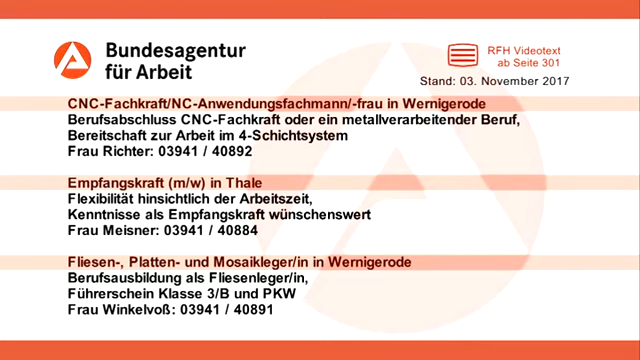 Bundesagentur
für Arbeit
RFH Videotext
ab Seite 301
Stand: 03. November 2017
CNC-Fachkraft/NC-Anwendungsfachmann/-frau in Wernigerode
Berufsabschluss CNC-Fachkraft oder ein metallverarbeitender Beruf,
Bereitschaft zur Arbeit im 4-Schichtsystem
Frau Richter: 03941 / 40892
Empfangskraft (m/w) in Thale
Flexibilität hinsichtlich der Arbeitszeit,
Kenntnisse als Empfangskraft wünschenswert
Frau Meisner: 03941 / 40884
Fliesen-, Platten- und Mosaikleger/in in Wernigerode
Berufsausbildung als Fliesenleger/in,
Führerschein Klasse 3/B und PKW
Frau Winkelvoß: 03941 / 40891